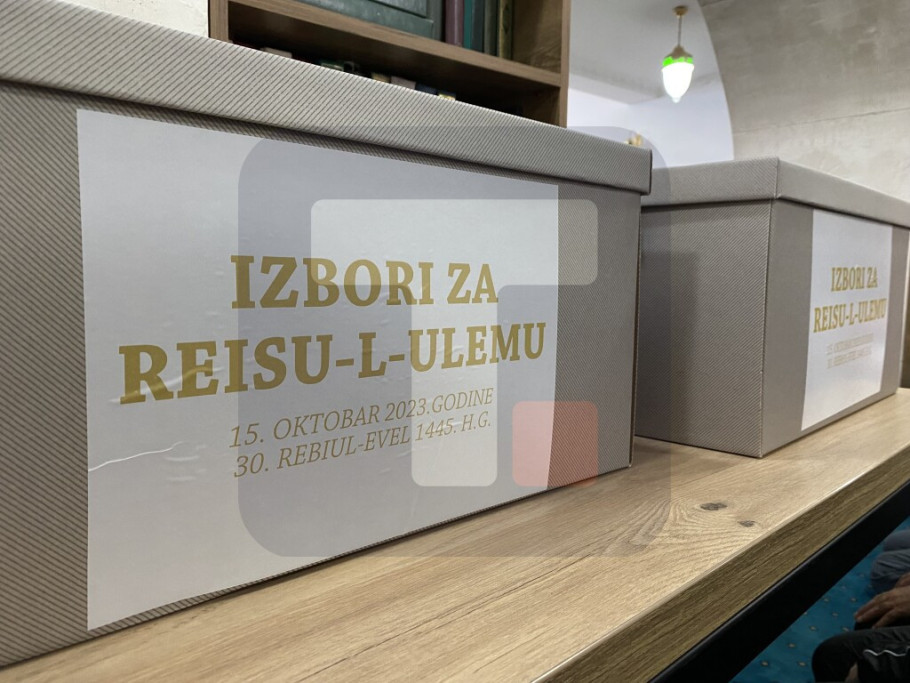 IZBORI ZA
REISU-L-ULEMU
15. OKTOBAR 2023.GODINE
30. REBIUL-EVEL 1445. H.G.
IZBORI ZA
REISU-L-ULEMU